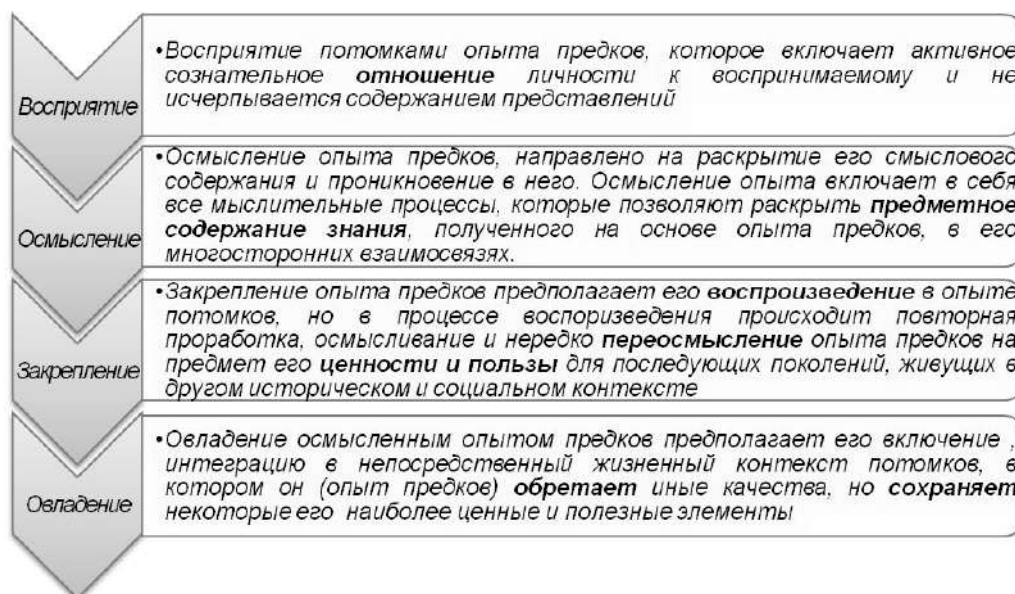 Восприятие
•Восприятие потомками опыта предков, которое включает активное
сознательное отношение личности к воспринимаемому и не
исчерпывается содержанием представлений
Осмысление
•Осмысление опыта предков, направлено на раскрытие его смыслового
содержания и проникновение в него. Осмысление опыта включает в себя
все мыслительные процессы, которые позволяют раскрыть предметное
содержание знания, полученного на основе опыта предков, в его
многосторонних взаимосвязях.
Закрепление
•Закрепление опыта предков предполагает его воспроизведение в опыте
потомков, но в процессе воспоризведения происходит повторная
проработка, осмысливание и нередко переосмысление опыта предков на
предмет его ценности и пользы для последующих поколений, живущих в
другом историческом и социальном контексте
Овладение
•Овладение осмысленным опытом предков предполагает его включение ,
интеграцию в непосредственный жизненный контекст потомков, в
котором он (опыт предков) обретает иные качества, но сохраняет
некоторые его наиболее ценные и полезные элементы